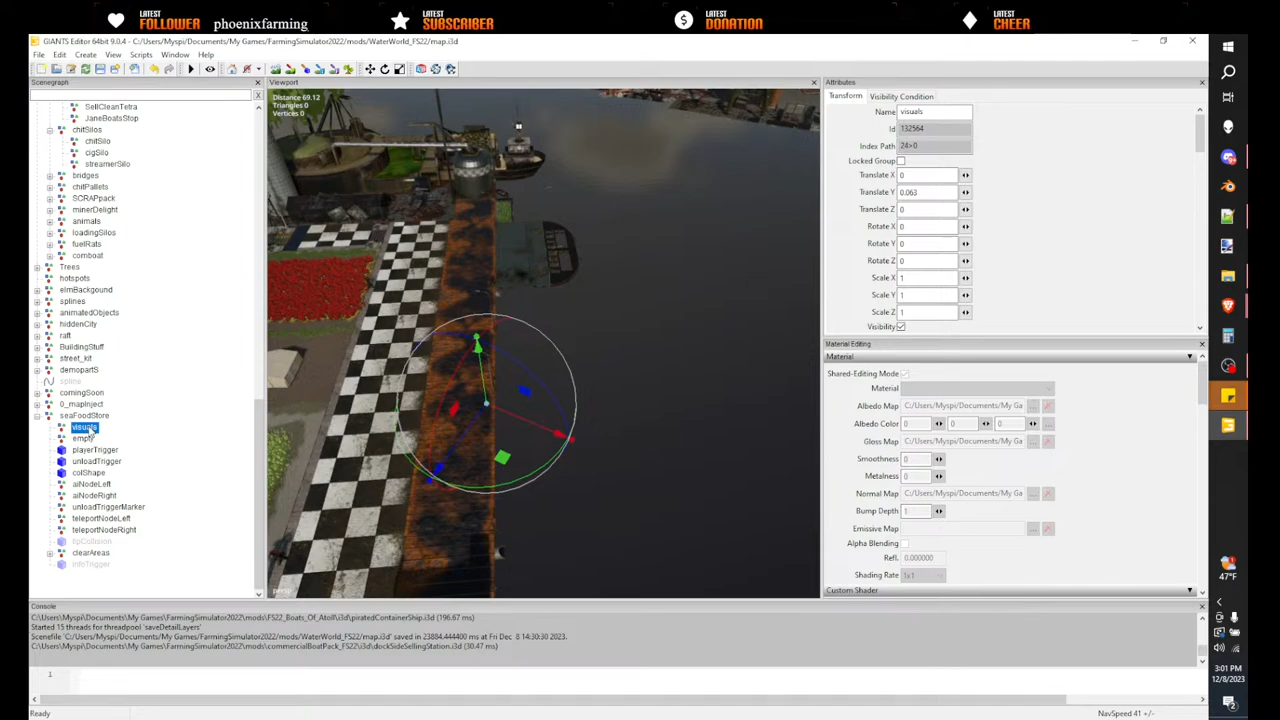 LATEST
FOLLOWER phoenixfarming
LATEST
SUBSCRIBER
LATEST
DONATION
LATEST
CHEER
GIANTS Editor 64bit 9.0.4 - C:/Users/Myspi/Documents/My Games/FarmingSimulator2022/mods/WaterWorld_FS22/map.i3d
File Edit Create View Scripts Window Help
Scenegraph
X
SellCleanTetra
JaneBoatsStop
chitSilos
chitSilo
cigSilo
streamerSilo
bridges
chitPallets
SCRAPpack
minerDelight
animals
loadingSilos
fuelRats
comboat
Trees
hotspots
elmBackgound
splines
animatedObjects
hiddenCity
raft
BuildingStuff
street_kit
demopartS
spline
comingSoon
0_mapInject
seaFoodStore
visuals
empty
playerTrigger
unloadTrigger
colShape
aiNodeLeft
aiNodeRight
unloadTriggerMarker
teleportNodeLeft
teleportNodeRight
tipCollision
clearAreas
infoTrigger
Viewport
Distance 69.12
Triangles 0
Vertices 0
persp
Attributes
Transform Visibility Condition
Name visuals
Id 132564
Index Path 24>0
Locked Group
Translate X 0
Translate Y 0.063
Translate Z 0
Rotate X 0
Rotate Y 0
Rotate Z 0
Scale X 1
Scale Y 1
Scale Z 1
Visibility
Material Editing
Material
Shared-Editing Mode
Material
Albedo Map C:/Users/Myspi/Documents/My Ga ...
Albedo Color 0 0 0 ...
Gloss Map C:/Users/Myspi/Documents/My Ga ...
Smoothness 0
Metalness 0
Normal Map C:/Users/Myspi/Documents/My Ga ...
Bump Depth 1
Emissive Map ...
Alpha Blending
Refl. 0.000000
Shading Rate 1x1
Custom Shader
Console
C:\Users\Myspi\Documents\My Games\FarmingSimulator2022\mods\FS22_Boats_Of_Atoll\i3d\piratedContainerShip.i3d (196.67 ms)
Started 15 threads for threadpool 'saveDetailLayers'
Scenefile 'C:/Users/Myspi/Documents/My Games/FarmingSimulator2022/mods/WaterWorld_FS22/map.i3d' saved in 23884.444400 ms at Fri Dec 8 14:30:30 2023.
C:\Users\Myspi\Documents\My Games\FarmingSimulator2022\mods\commercialBoatPack_FS22\i3d\dockSideSellingStation.i3d (30.47 ms)
1
Ready
NavSpeed 41 +/-
47°F
3:01 PM
12/8/2023
2